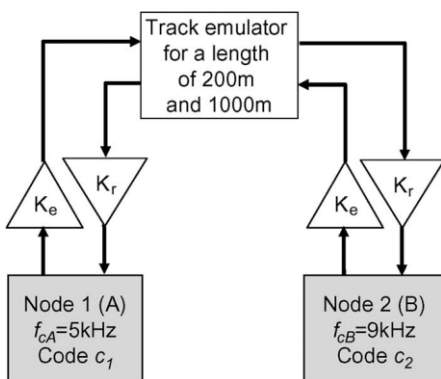 Track emulator
for a length
of 200m
and 1000m
Ke
Kr
Ke
Kr
Node 1 (A)
fcA=5kHz
Code c1
Node 2 (B)
fcB=9kHz
Code c2